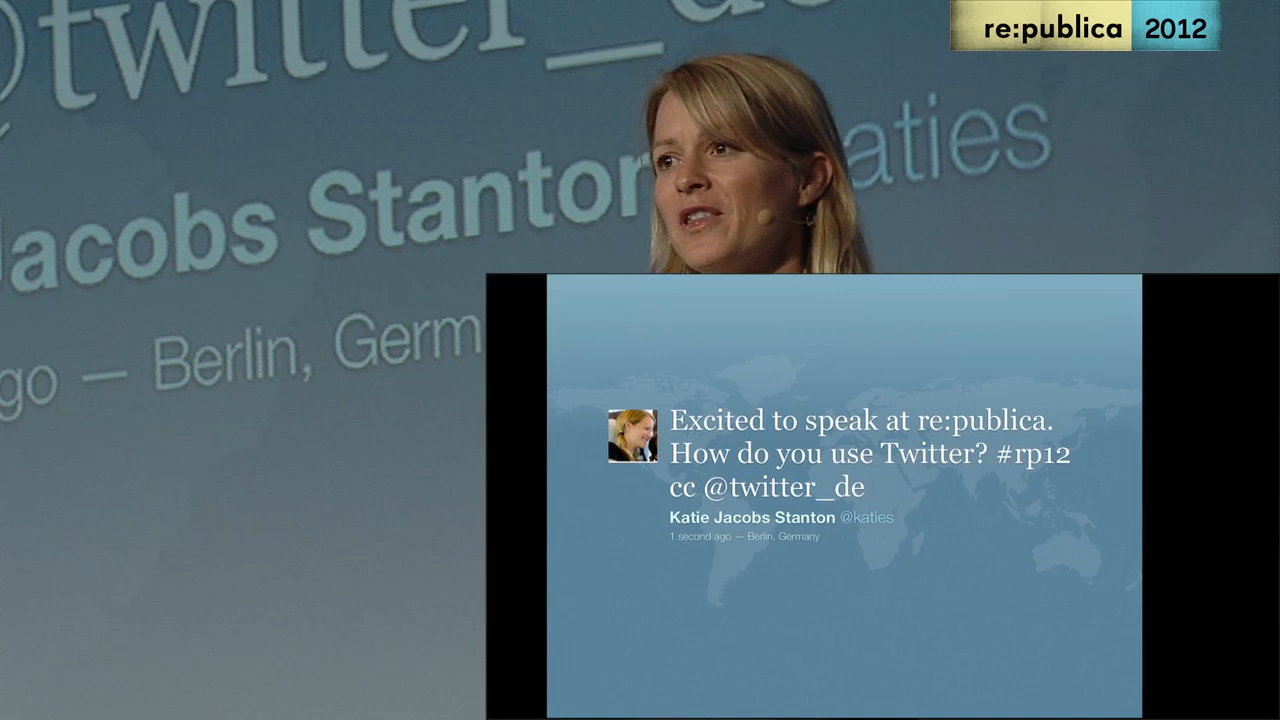 re:publica 2012
@twitter_de
Jacobs Stanton @katies
go — Berlin, Germ
Excited to speak at re:publica.
How do you use Twitter? #rp12
cc @twitter_de
Katie Jacobs Stanton @katies
1 second ago — Berlin, Germany